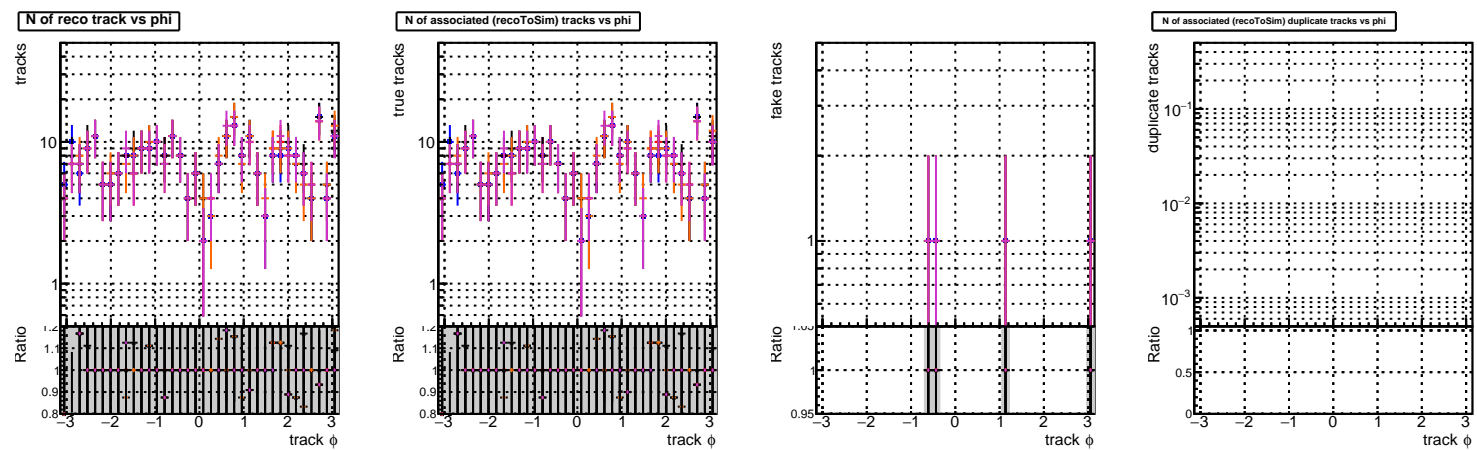 N of reco track vs phi
tracks
10
1
Ratio
1.2
1.1
1
0.9
0.8
−3 −2 −1 0 1 2 3
track ϕ
N of associated (recoToSim) tracks vs phi
true tracks
10
1
Ratio
1.2
1.1
1
0.9
0.8
−3 −2 −1 0 1 2 3
track ϕ
fake tracks
1
Ratio
1.05
1
0.95
−3 −2 −1 0 1 2 3
track ϕ
N of associated (recoToSim) duplicate tracks vs phi
duplicate tracks
10−1
10−2
10−3
Ratio
1
0.5
0
−3 −2 −1 0 1 2 3
track ϕ